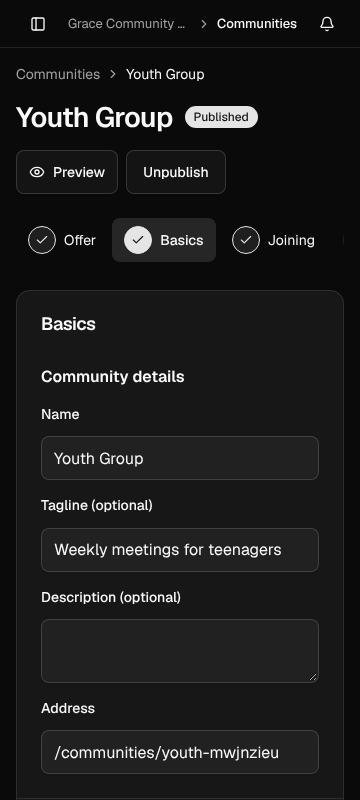 Grace Community ... > Communities
Communities > Youth Group
Youth Group Published
Preview Unpublish
Offer Basics Joining
Basics
Community details
Name
Youth Group
Tagline (optional)
Weekly meetings for teenagers
Description (optional)
Address
/communities/youth-mwjnzieu